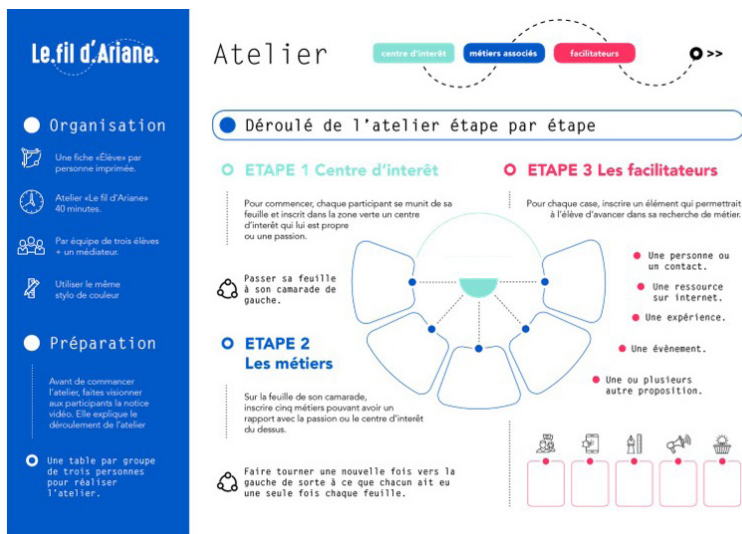 Le.fil d'Ariane.
Organisation
Une fiche «Élève» par
personne imprimée.
Atelier «Le fil d'Ariane»
40 minutes.
Par équipe de trois élèves
+ un médiateur.
Utiliser le même
stylo de couleur
Préparation
Avant de commancer
l'atelier, faites visionner
aux participants la notice
vidéo. Elle explique le
déroulement de l'atelier
Une table par groupe
de trois personnes
pour réaliser
l'atelier.
Atelier
centre d'intérêt
métiers associés
facilitateurs
>>
Déroulé de l'atelier étape par étape
ETAPE 1 Centre d'interêt
Pour commencer, chaque participant se munit de sa
feuille et inscrit dans la zone verte un centre
d'interêt qui lui est propre
ou une passion.
Passer sa feuille
à son camarade de
gauche.
ETAPE 2
Les métiers
Sur la feuille de son camarade,
inscrire cinq métiers pouvant avoir un
rapport avec la passion ou le centre d'interêt
du dessus.
Faire tourner une nouvelle fois vers la
gauche de sorte à ce que chacun ait eu
une seule fois chaque feuille.
ETAPE 3 Les facilitateurs
Pour chaque case, inscrire un élément qui permettrait
à l'élève d'avancer dans sa recherche de métier.
Une personne ou
un contact.
Une ressource
sur internet.
Une expérience.
Une évènement.
Une ou plusieurs
autre proposition.